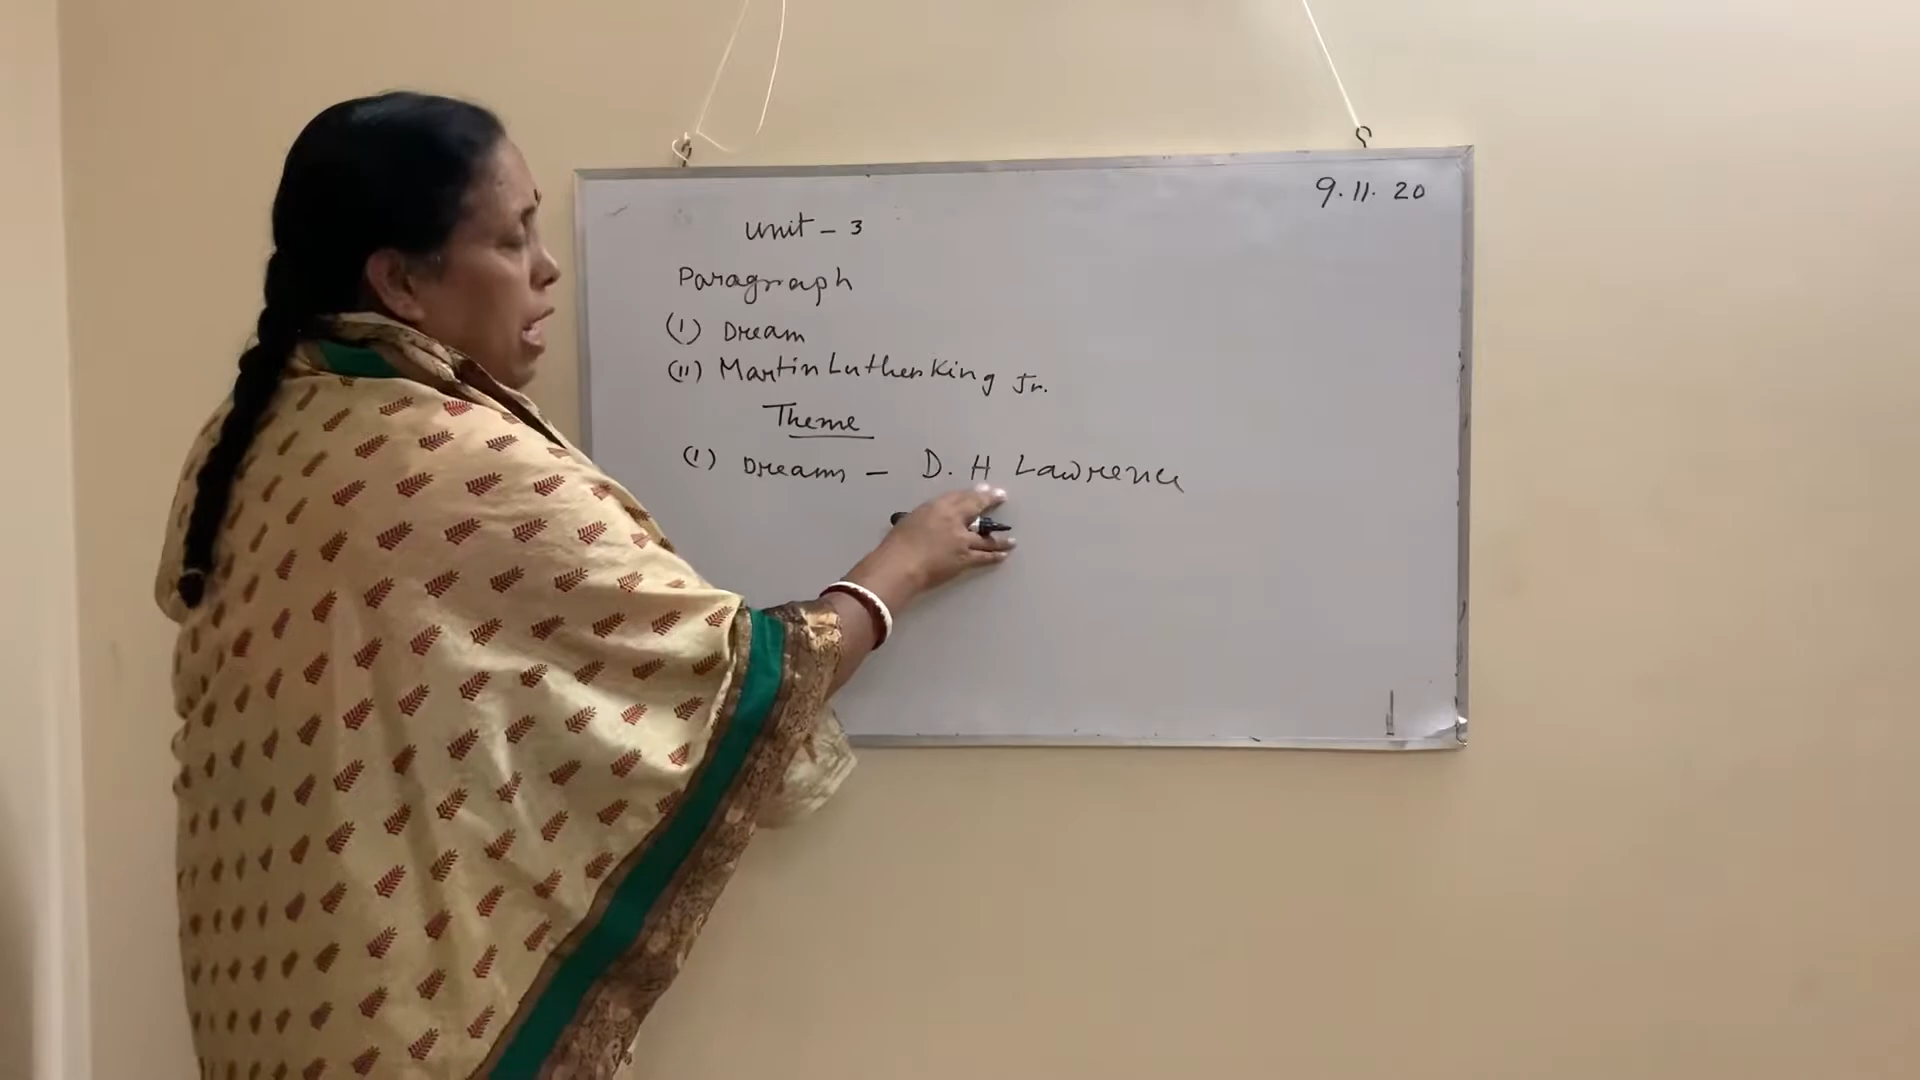 9.11.20
Unit - 3
Paragraph
(I) Dream
(II) Martin Luther King Jr.
Theme
(I) Dreams - D. H Lawrence